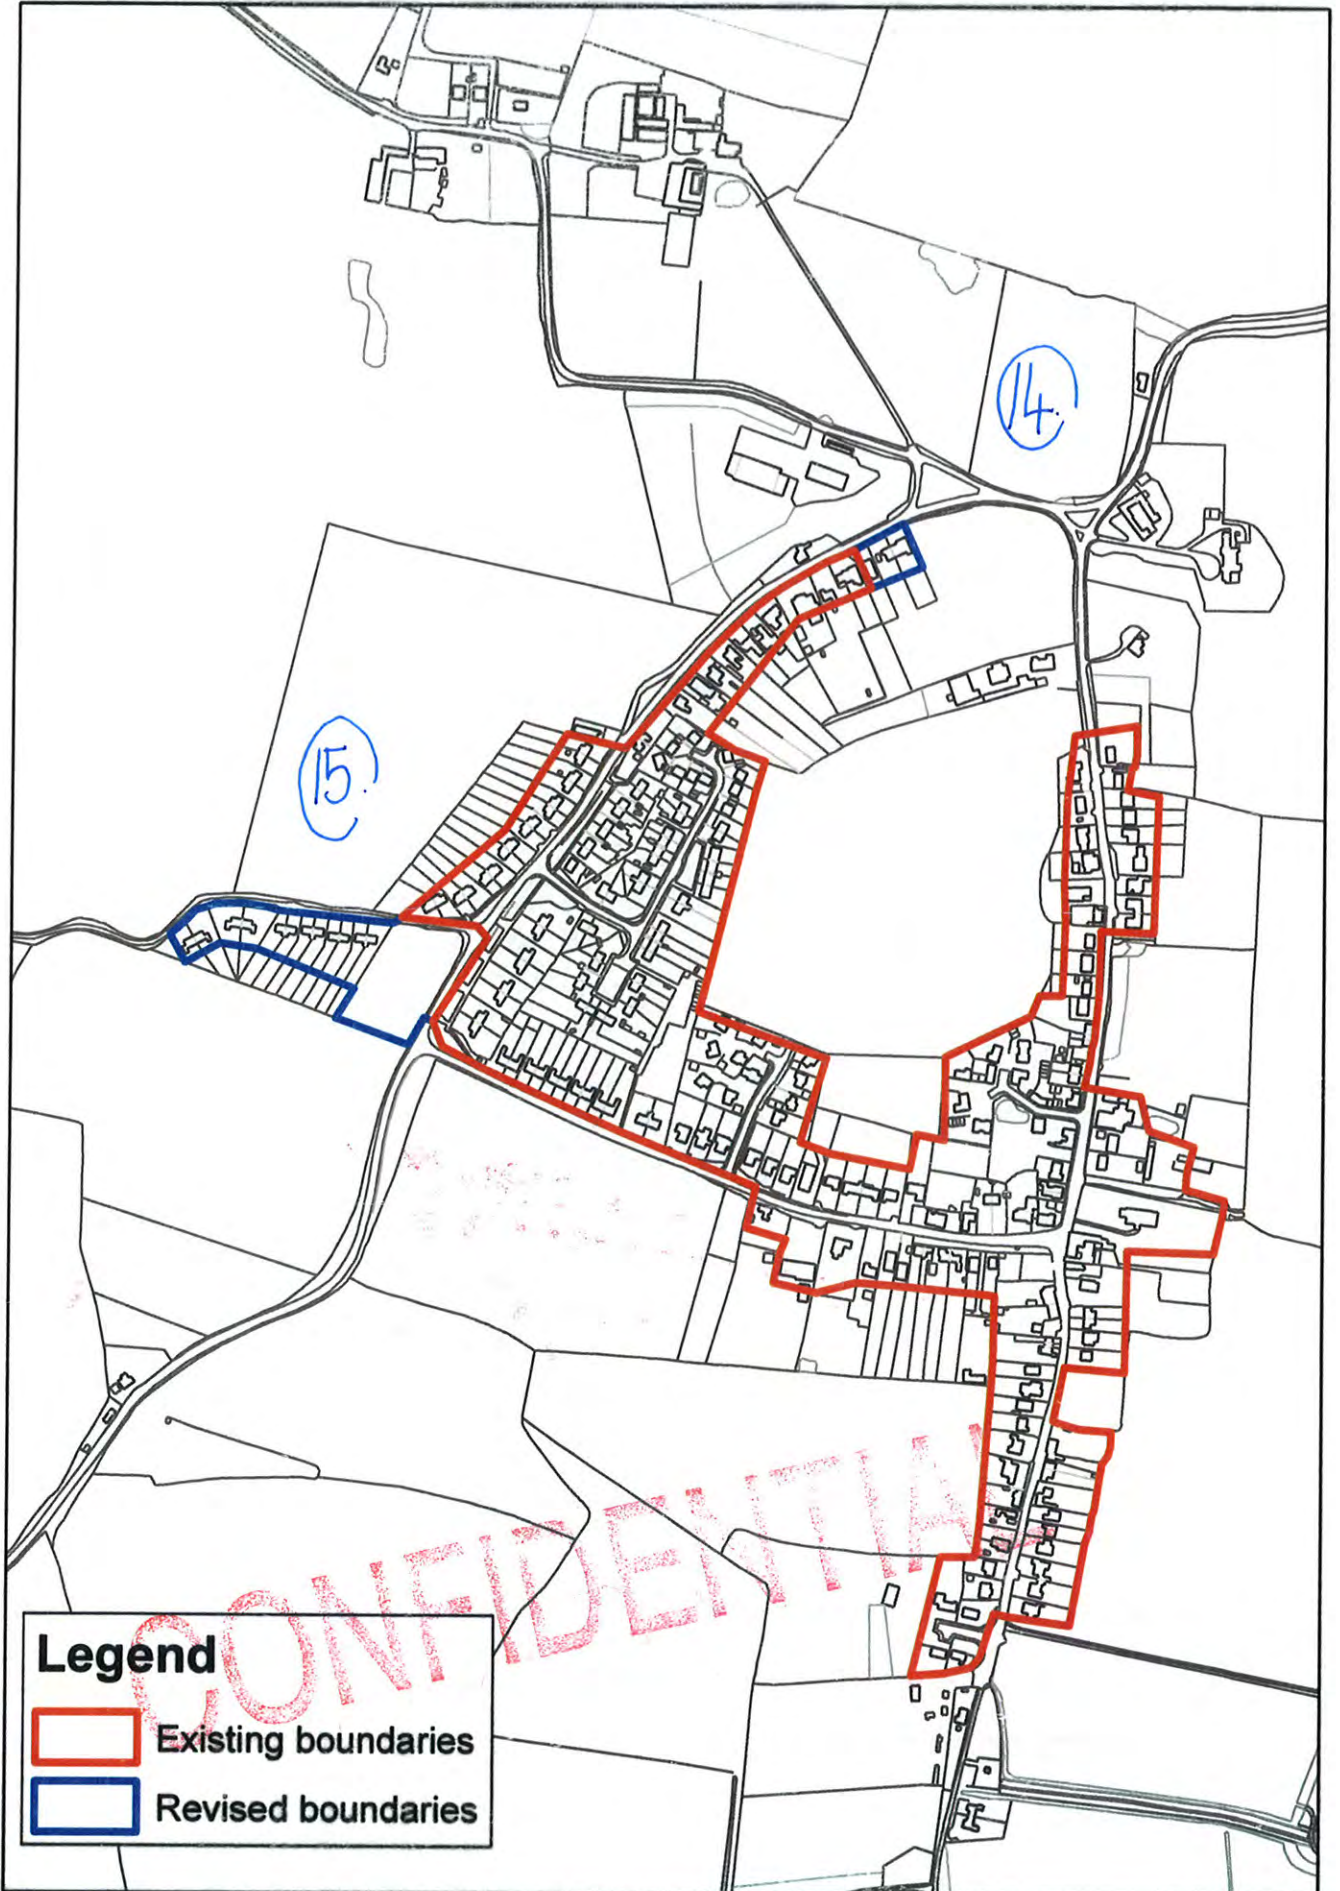 14.
15.
CONFIDENTIAL
Legend
Existing boundaries
Revised boundaries